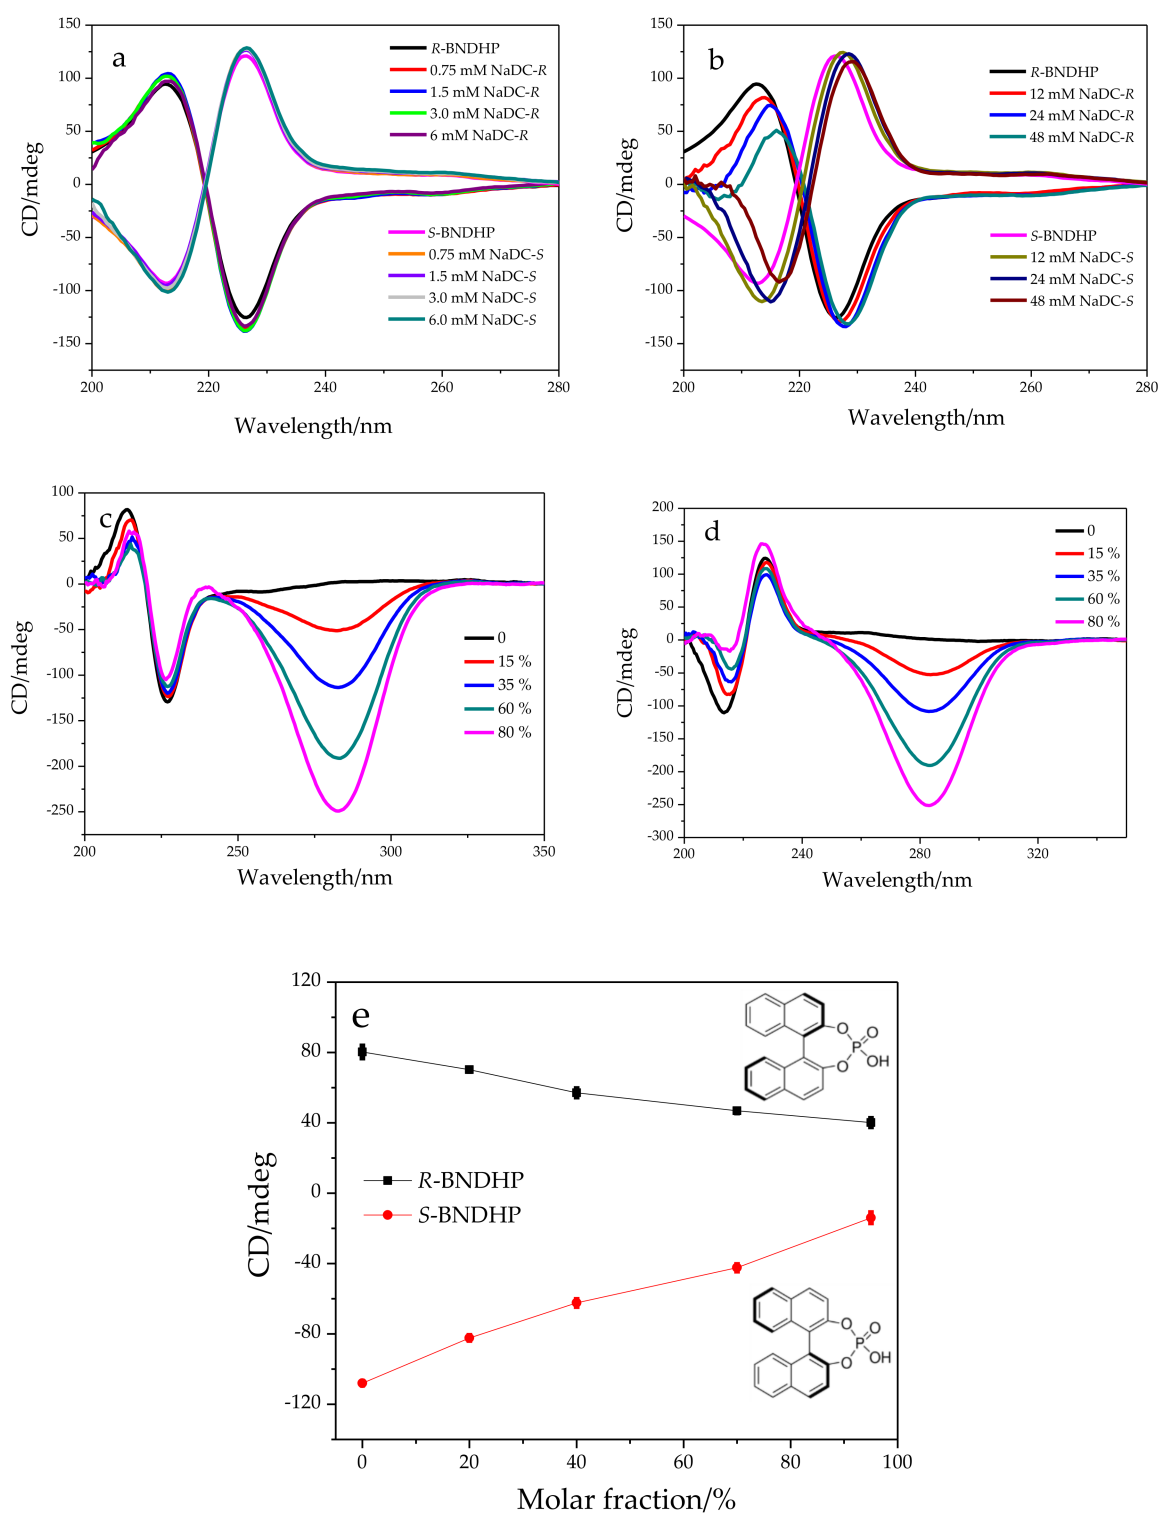 a
150
100
50
0
-50
-100
-150
CD/mdeg
R-BNDHP
0.75 mM NaDC-R
1.5 mM NaDC-R
3.0 mM NaDC-R
6 mM NaDC-R
S-BNDHP
0.75 mM NaDC-S
1.5 mM NaDC-S
3.0 mM NaDC-S
6.0 mM NaDC-S
200 220 240 260 280
Wavelength/nm
b
150
100
50
0
-50
-100
-150
CD/mdeg
R-BNDHP
12 mM NaDC-R
24 mM NaDC-R
48 mM NaDC-R
S-BNDHP
12 mM NaDC-S
24 mM NaDC-S
48 mM NaDC-S
200 220 240 260 280
Wavelength/nm
c
100
50
0
-50
-100
-150
-200
-250
CD/mdeg
0
15 %
35 %
60 %
80 %
200 250 300 350
Wavelength/nm
d
200
150
100
50
0
-50
-100
-150
-200
-250
-300
CD/mdeg
0
15 %
35 %
60 %
80 %
200 240 280 320
Wavelength/nm
e
120
80
40
0
-40
-80
-120
CD/mdeg
R-BNDHP
S-BNDHP
O
O
P
OH
O
O
O
P
OH
O
0 20 40 60 80 100
Molar fraction/%